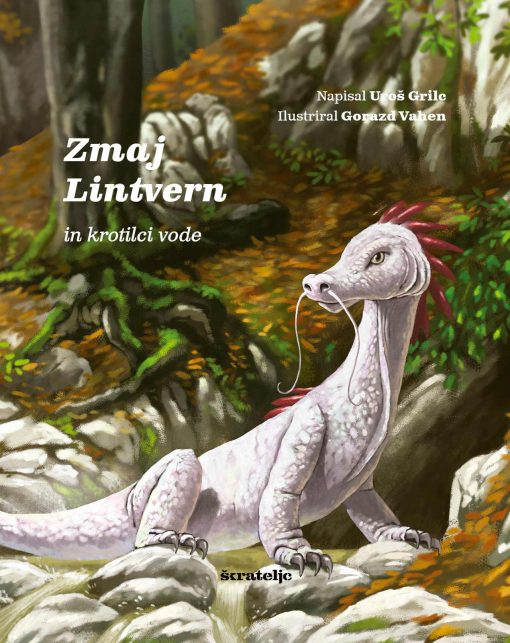 Napisal Uroš Grilc
Ilustriral Gorazd Vahen
Zmaj
Lintvern
in krotilci vode
škrateljc